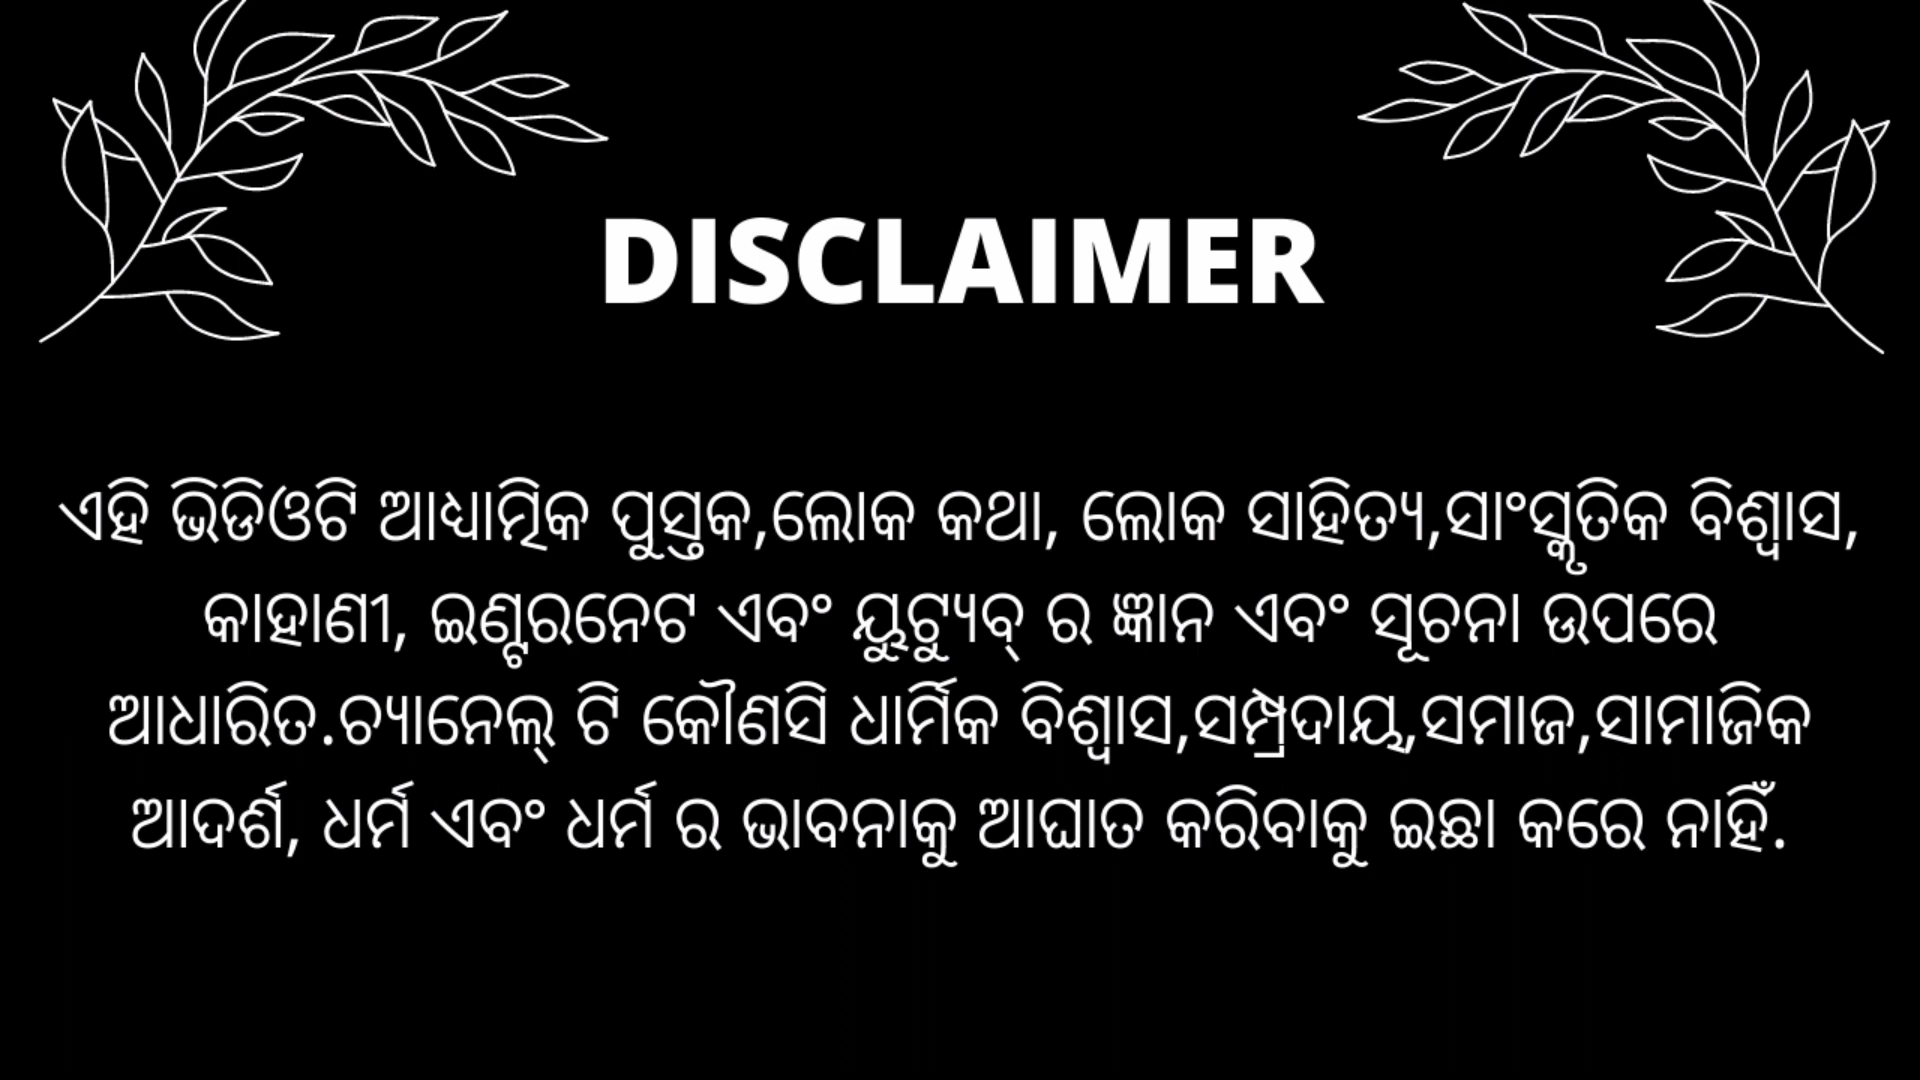 DISCLAIMER
ଏହି ଭିଡିଓଟି ଆଧ୍ୟାତ୍ମିକ ପୁସ୍ତକ,ଲୋକ କଥା, ଲୋକ ସାହିତ୍ୟ,ସାଂସ୍କୃତିକ ବିଶ୍ୱାସ,
କାହାଣୀ, ଇଣ୍ଟରନେଟ ଏବଂ ୟୁଟ୍ୟୁବ୍ ର ଜ୍ଞାନ ଏବଂ ସୂଚନା ଉପରେ
ଆଧାରିତ.ଚ୍ୟାନେଲ୍ ଟି କୌଣସି ଧାର୍ମିକ ବିଶ୍ୱାସ,ସମ୍ପ୍ରଦାୟ,ସମାଜ,ସାମାଜିକ
ଆଦର୍ଶ, ଧର୍ମ ଏବଂ ଧର୍ମ ର ଭାବନାକୁ ଆଘାତ କରିବାକୁ ଇଛା କରେ ନାହିଁ.